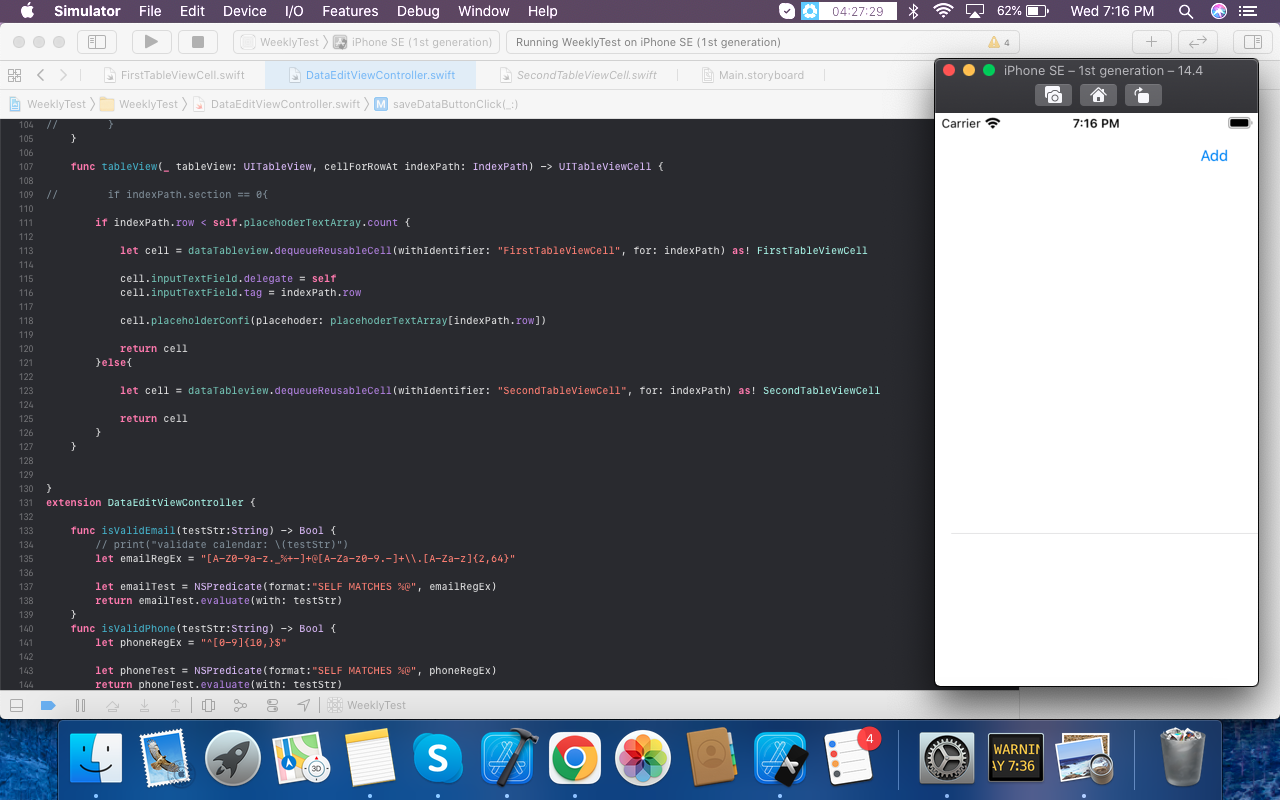 Simulator File Edit Device I/O Features Debug Window Help 04:27:29 62% Wed 7:16 PM
WeeklyTest iPhone SE (1st generation) Running WeeklyTest on iPhone SE (1st generation) 4
FirstTableViewCell.swift DataEditViewController.swift SecondTableViewCell.swift Main.storyboard
WeeklyTest WeeklyTest DataEditViewController.swift M saveDataButtonClick(_:)
104 // }
105 }
106
107 func tableView(_ tableView: UITableView, cellForRowAt indexPath: IndexPath) -> UITableViewCell {
108
109 // if indexPath.section == 0{
110
111 if indexPath.row < self.placehoderTextArray.count {
112
113 let cell = dataTableview.dequeueReusableCell(withIdentifier: "FirstTableViewCell", for: indexPath) as! FirstTableViewCell
114
115 cell.inputTextField.delegate = self
116 cell.inputTextField.tag = indexPath.row
117
118 cell.placeholderConfi(placehoder: placehoderTextArray[indexPath.row])
119
120 return cell
121 }else{
122
123 let cell = dataTableview.dequeueReusableCell(withIdentifier: "SecondTableViewCell", for: indexPath) as! SecondTableViewCell
124
125 return cell
126 }
127 }
128
129
130 }
131 extension DataEditViewController {
132
133 func isValidEmail(testStr:String) -> Bool {
134 // print("validate calendar: \(testStr)")
135 let emailRegEx = "[A-Z0-9a-z._%+-]+@[A-Za-z0-9.-]+\\.[A-Za-z]{2,64}"
136
137 let emailTest = NSPredicate(format:"SELF MATCHES %@", emailRegEx)
138 return emailTest.evaluate(with: testStr)
139 }
140 func isValidPhone(testStr:String) -> Bool {
141 let phoneRegEx = "^[0-9]{10,}$"
142
143 let phoneTest = NSPredicate(format:"SELF MATCHES %@", phoneRegEx)
144 return phoneTest.evaluate(with: testStr)
WeeklyTest
iPhone SE – 1st generation – 14.4
Carrier 7:16 PM
Add
3D
S
4
WARNIN
AY 7:36